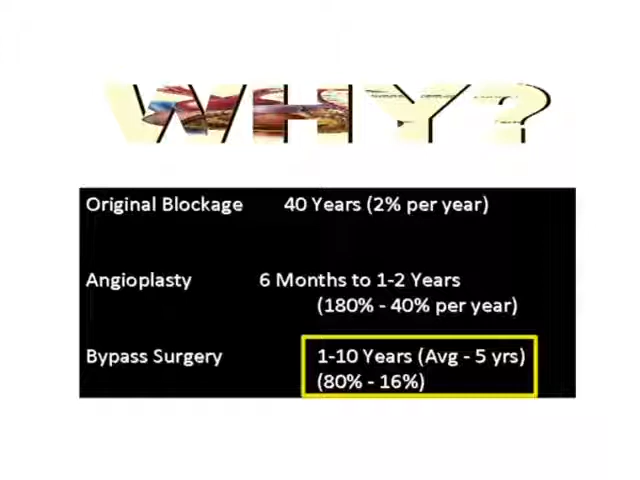 WHY?
Original Blockage 40 Years (2% per year)
Angioplasty 6 Months to 1-2 Years
(180% - 40% per year)
Bypass Surgery 1-10 Years (Avg - 5 yrs)
(80% - 16%)